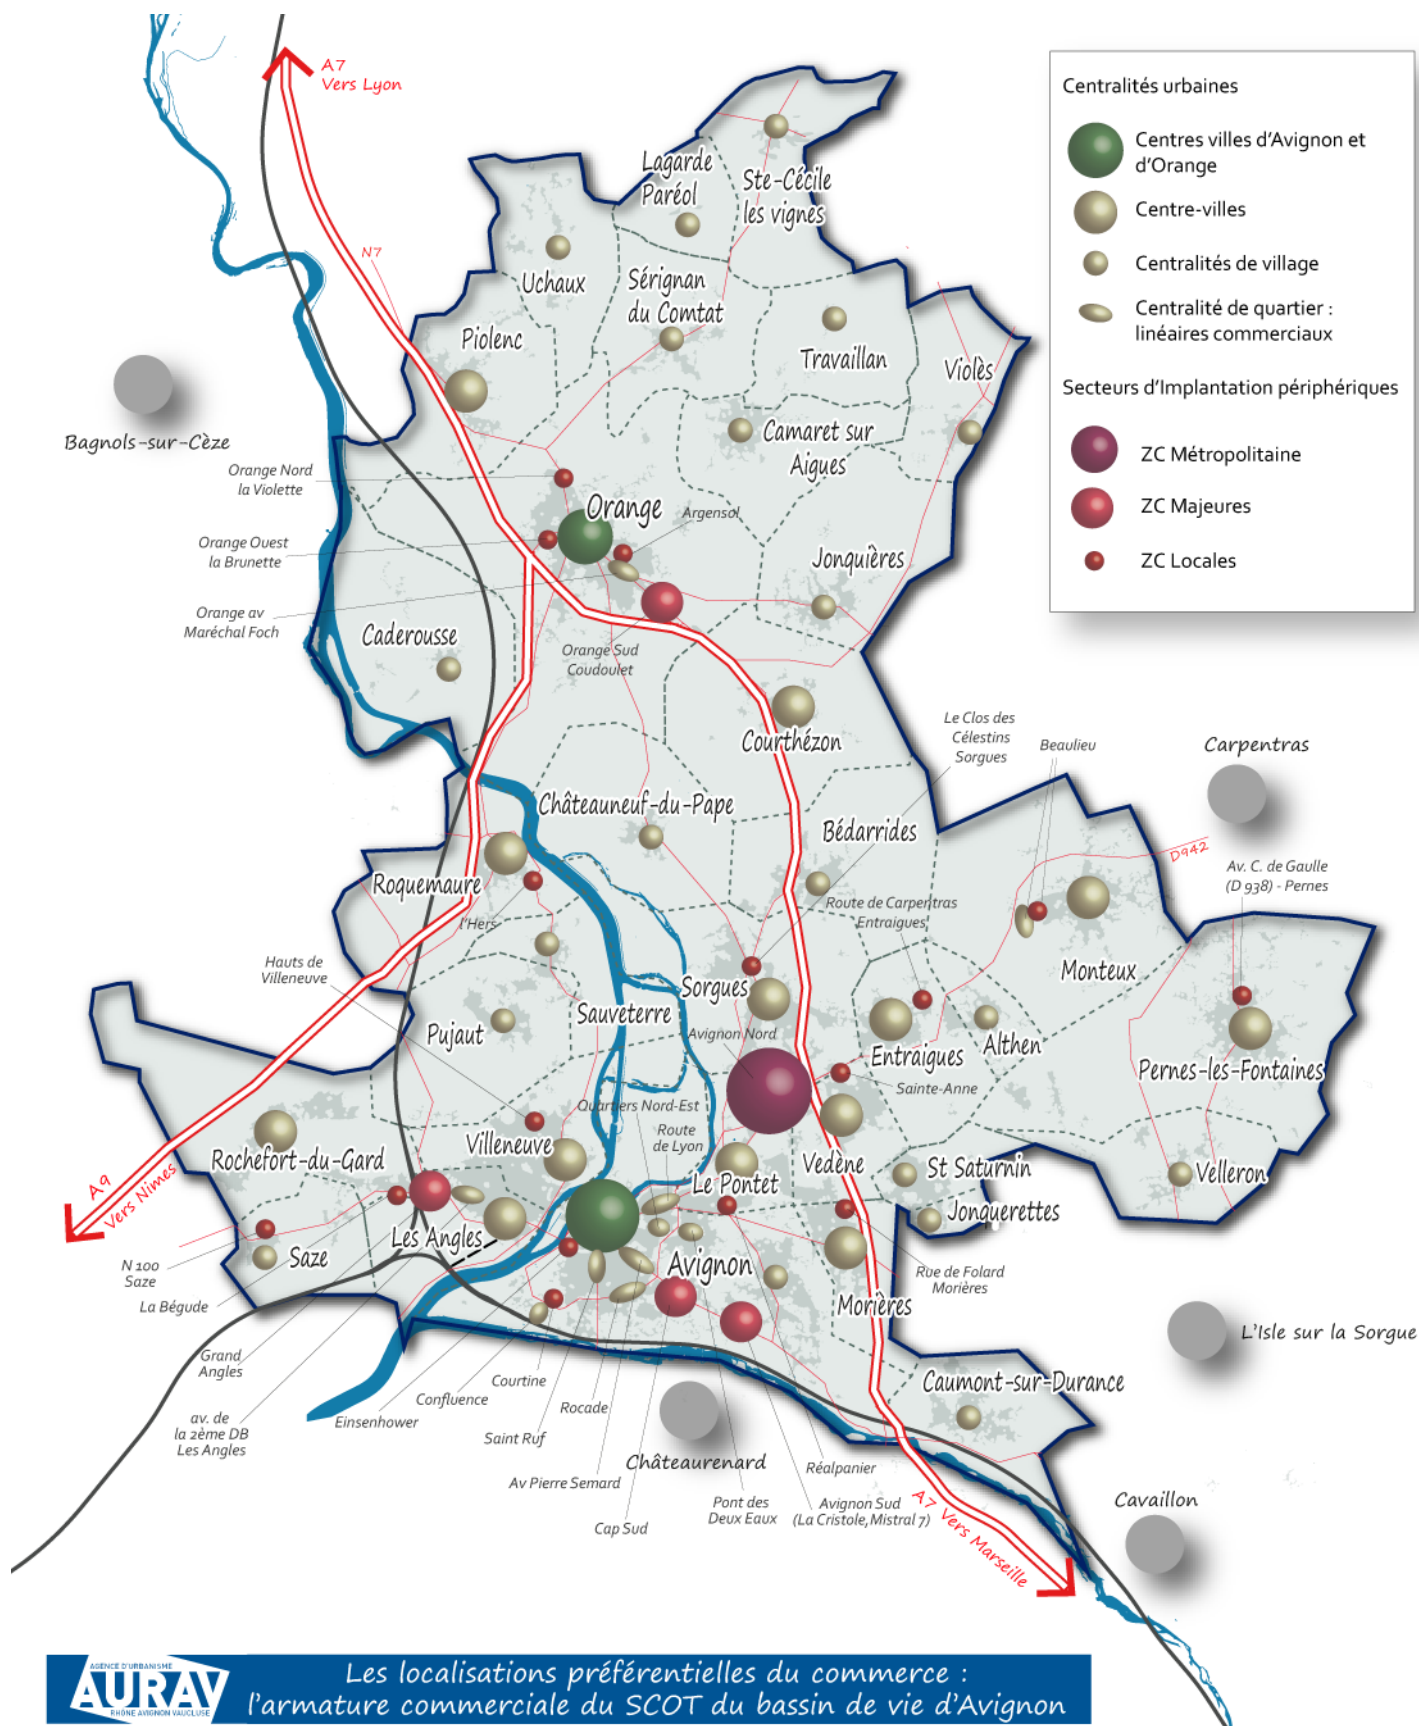 A7
Vers Lyon
N7
Lagarde
Paréol
Ste-Cécile
les vignes
Uchaux
Sérignan
du Comtat
Piolenc
Travaillan
Violès
Camaret sur
Aigues
Bagnols-sur-Cèze
Orange Nord
la Violette
Orange
Argensol
Orange Ouest
la Brunette
Jonquières
Orange av
Maréchal Foch
Caderousse
Orange Sud
Coudoulet
Courthézon
Le Clos des
Célestins
Sorgues
Beaulieu
Carpentras
Châteauneuf-du-Pape
Bédarrides
D942
Av. C. de Gaulle
(D 938) - Pernes
Roquemaure
l'Hers
Route de Carpentras
Entraigues
Hauts de
Villeneuve
Monteux
Sorgues
Sauveterre
Pujaut
Avignon Nord
Entraigues
Althen
Pernes-les-Fontaines
Sainte-Anne
Quartiers Nord-Est
Route
de Lyon
Villeneuve
Rochefort-du-Gard
Vedène
St Saturnin
Velleron
Le Pontet
Jonquerettes
A9
Vers Nimes
Les Angles
Saze
Avignon
N 100
Saze
La Bégude
Rue de Folard
Morières
Morières
L'Isle sur la Sorgue
Grand
Angles
Courtine
Confluence
Caumont-sur-Durance
av. de
la 2ème DB
Les Angles
Einsenhower
Rocade
Saint Ruf
Châteaurenard
Av Pierre Semard
Réalpanier
Pont des
Deux Eaux
Avignon Sud
(La Cristole, Mistral 7)
Cap Sud
A7 Vers Marseille
Cavaillon
Centralités urbaines
Centres villes d'Avignon et
d'Orange
Centre-villes
Centralités de village
Centralité de quartier :
linéaires commerciaux
Secteurs d'Implantation périphériques
ZC Métropolitaine
ZC Majeures
ZC Locales
AGENCE D'URBANISME
AURAV
RHÔNE AVIGNON VAUCLUSE
Les localisations préférentielles du commerce :
l'armature commerciale du SCOT du bassin de vie d'Avignon